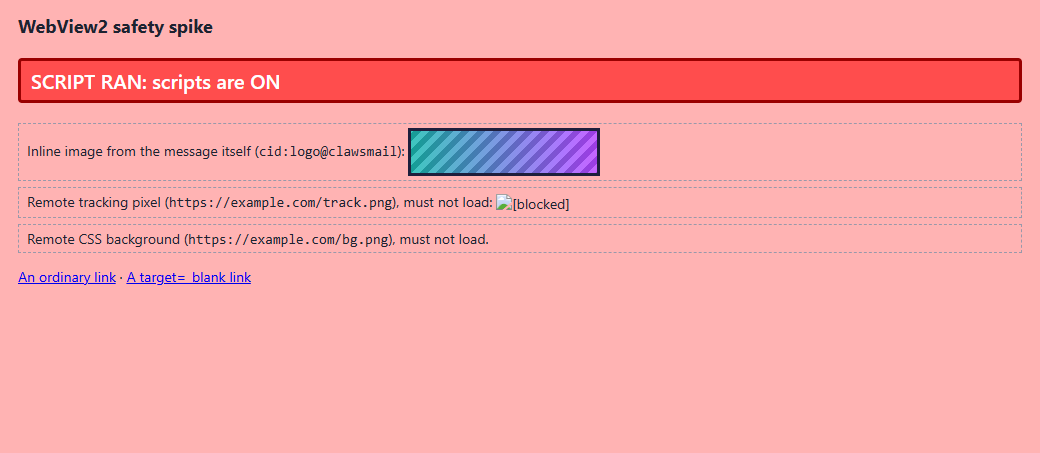 WebView2 safety spike
SCRIPT RAN: scripts are ON
Inline image from the message itself (cid:logo@clawsmail):
Remote tracking pixel (https://example.com/track.png), must not load: [blocked]
Remote CSS background (https://example.com/bg.png), must not load.
An ordinary link · A target=_blank link